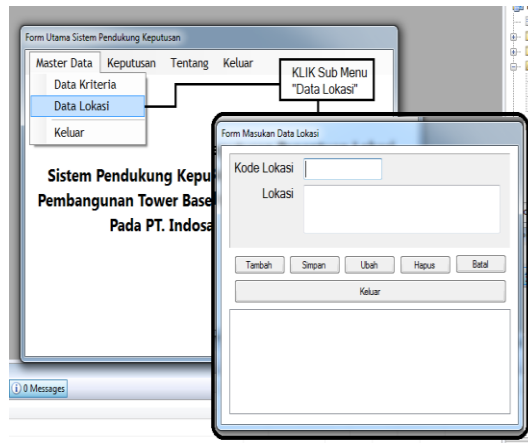 Form Utama Sistem Pendukung Keputusan
Master Data Keputusan Tentang Keluar
Data Kriteria
Data Lokasi
Keluar
KLIK Sub Menu
"Data Lokasi"
Sistem Pendukung Kepu
Pembangunan Tower Base
Pada PT. Indosa
Form Masukan Data Lokasi
Kode Lokasi
Lokasi
Tambah Simpan Ubah Hapus Batal
Keluar
0 Messages